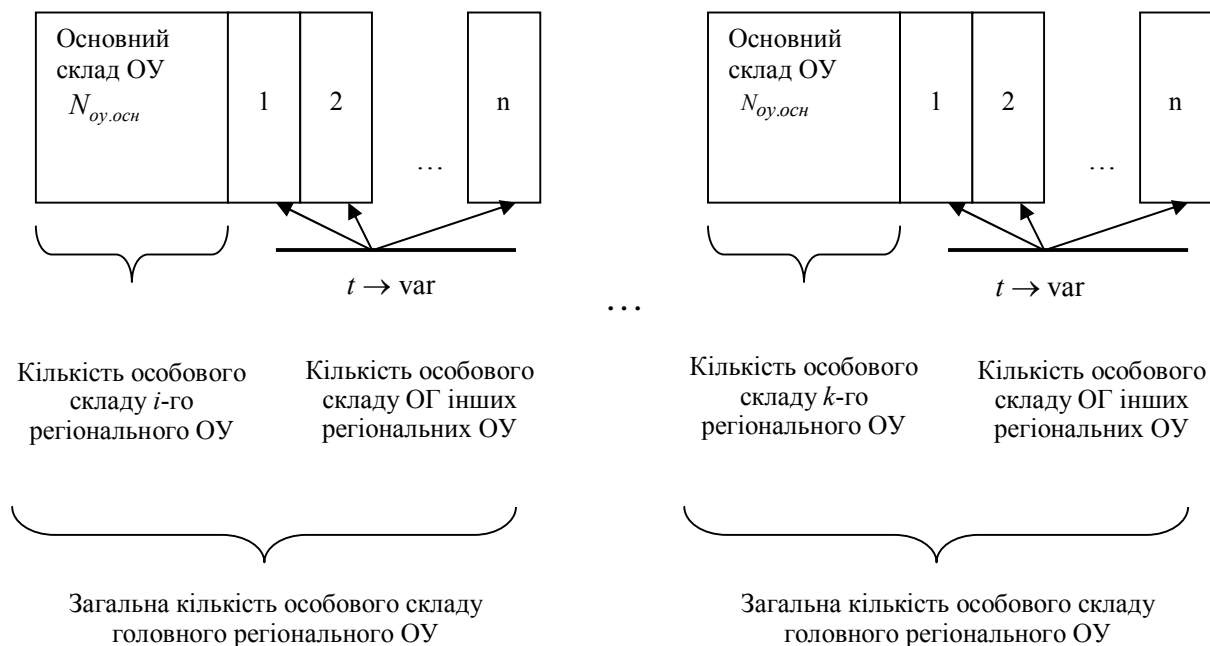 Основний
склад ОУ
N оу.осн
1
2
...
n
t → var
Кількість особового
складу i-го
регіонального ОУ
Кількість особового
складу ОГ інших
регіональних ОУ
Загальна кількість особового складу
головного регіонального ОУ
...
Основний
склад ОУ
N оу.осн
1
2
...
n
t → var
Кількість особового
складу k-го
регіонального ОУ
Кількість особового
складу ОГ інших
регіональних ОУ
Загальна кількість особового складу
головного регіонального ОУ